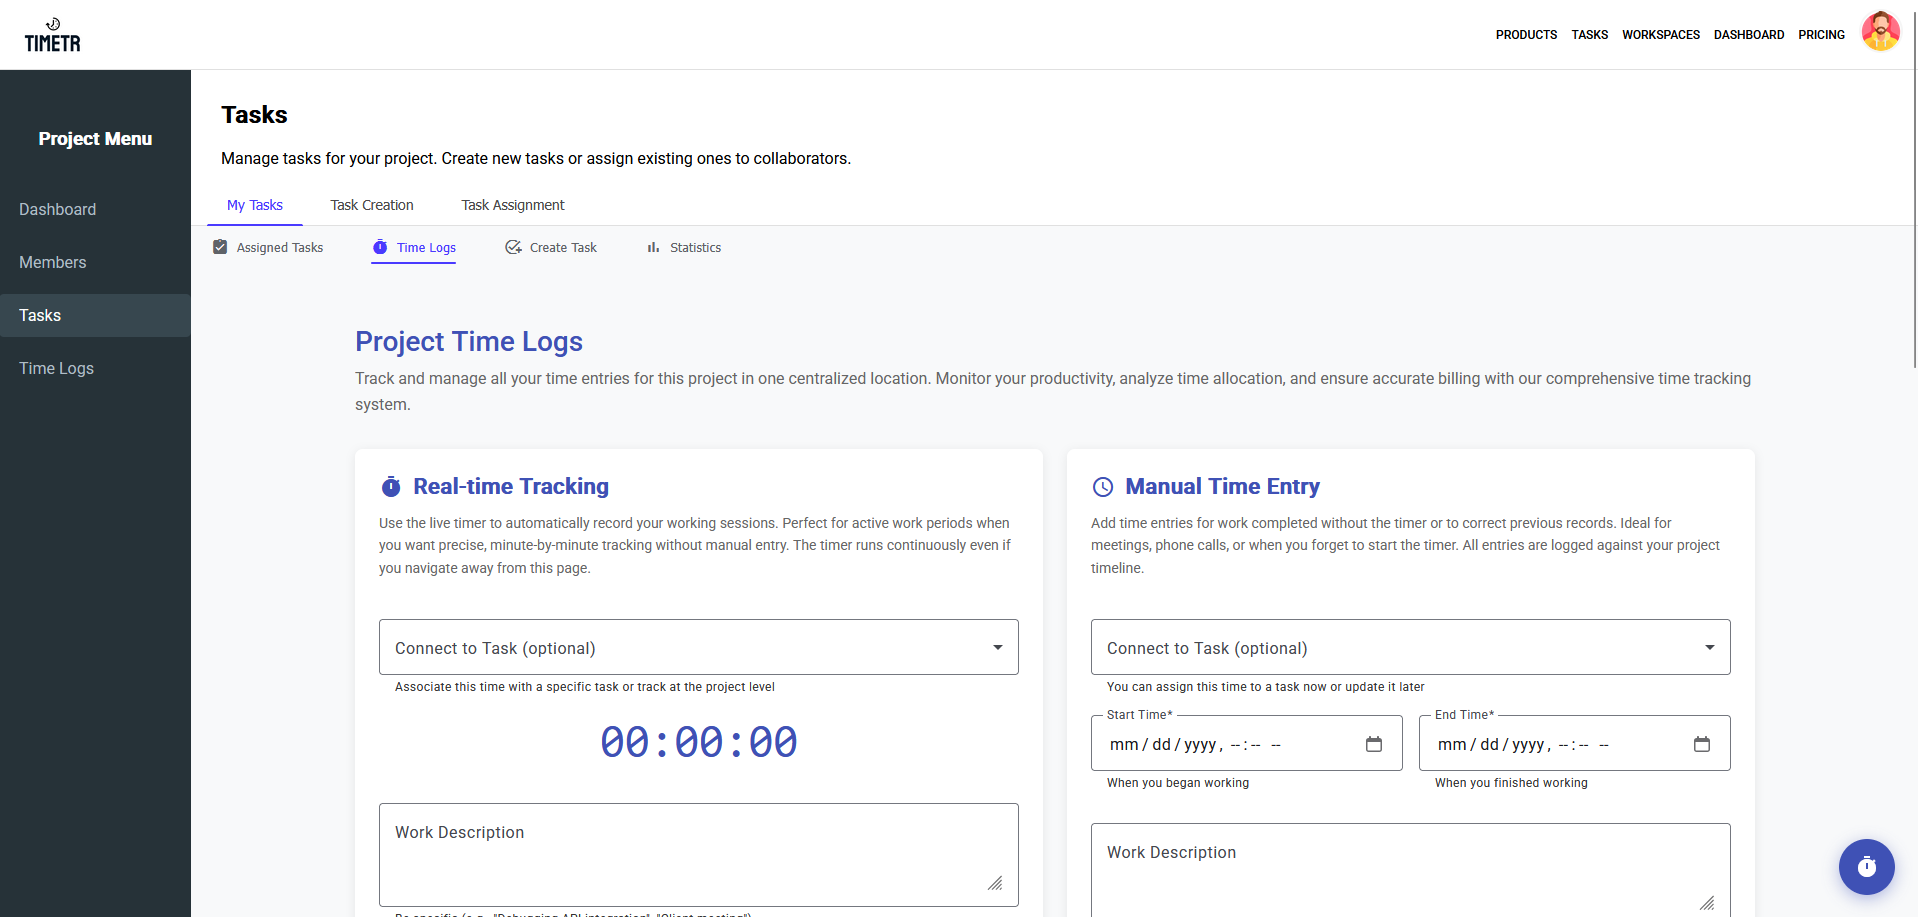 TIMETR
PRODUCTS TASKS WORKSPACES DASHBOARD PRICING
Project Menu
Dashboard
Members
Tasks
Time Logs
Tasks
Manage tasks for your project. Create new tasks or assign existing ones to collaborators.
My Tasks Task Creation Task Assignment
Assigned Tasks Time Logs Create Task Statistics
Project Time Logs
Track and manage all your time entries for this project in one centralized location. Monitor your productivity, analyze time allocation, and ensure accurate billing with our comprehensive time tracking
system.
Real-time Tracking
Use the live timer to automatically record your working sessions. Perfect for active work periods when
you want precise, minute-by-minute tracking without manual entry. The timer runs continuously even if
you navigate away from this page.
Connect to Task (optional)
Associate this time with a specific task or track at the project level
00:00:00
Work Description
Be specific (e.g., "Debugging API integration", "Client meeting")
Manual Time Entry
Add time entries for work completed without the timer or to correct previous records. Ideal for
meetings, phone calls, or when you forget to start the timer. All entries are logged against your project
timeline.
Connect to Task (optional)
You can assign this time to a task now or update it later
Start Time*
mm/dd/yyyy, --:-- --
When you began working
End Time*
mm/dd/yyyy, --:-- --
When you finished working
Work Description